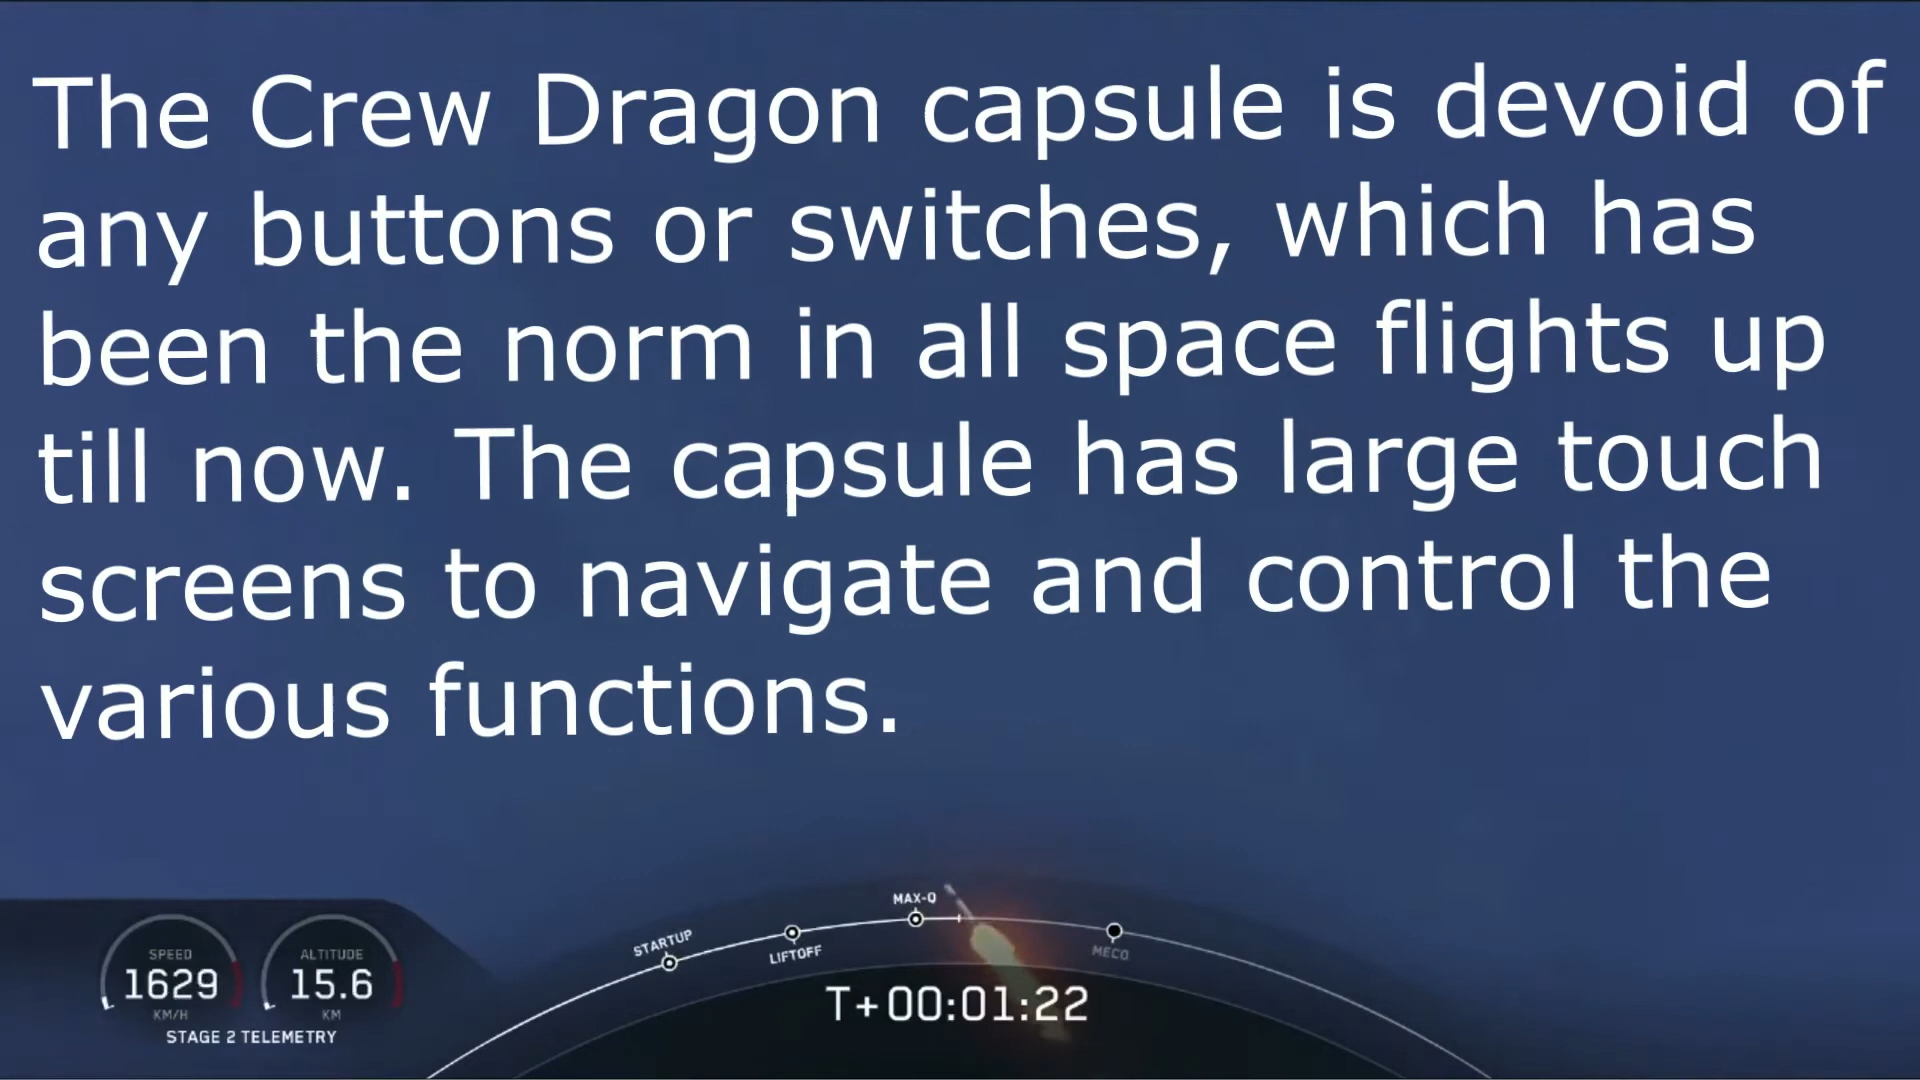 The Crew Dragon capsule is devoid of
any buttons or switches, which has
been the norm in all space flights up
till now. The capsule has large touch
screens to navigate and control the
various functions.
MAX-Q
STARTUP
LIFTOFF
MECO
SPEED
1629
KM/H
ALTITUDE
15.6
KM
STAGE 2 TELEMETRY
T+00:01:22